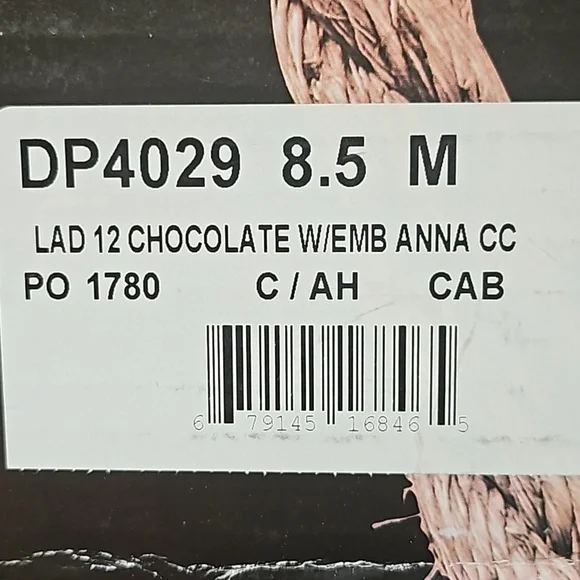 DP4029 8.5 M
LAD 12 CHOCOLATE W/EMB ANNA CC
PO 1780 C / AH CAB
6 79145 16846 5